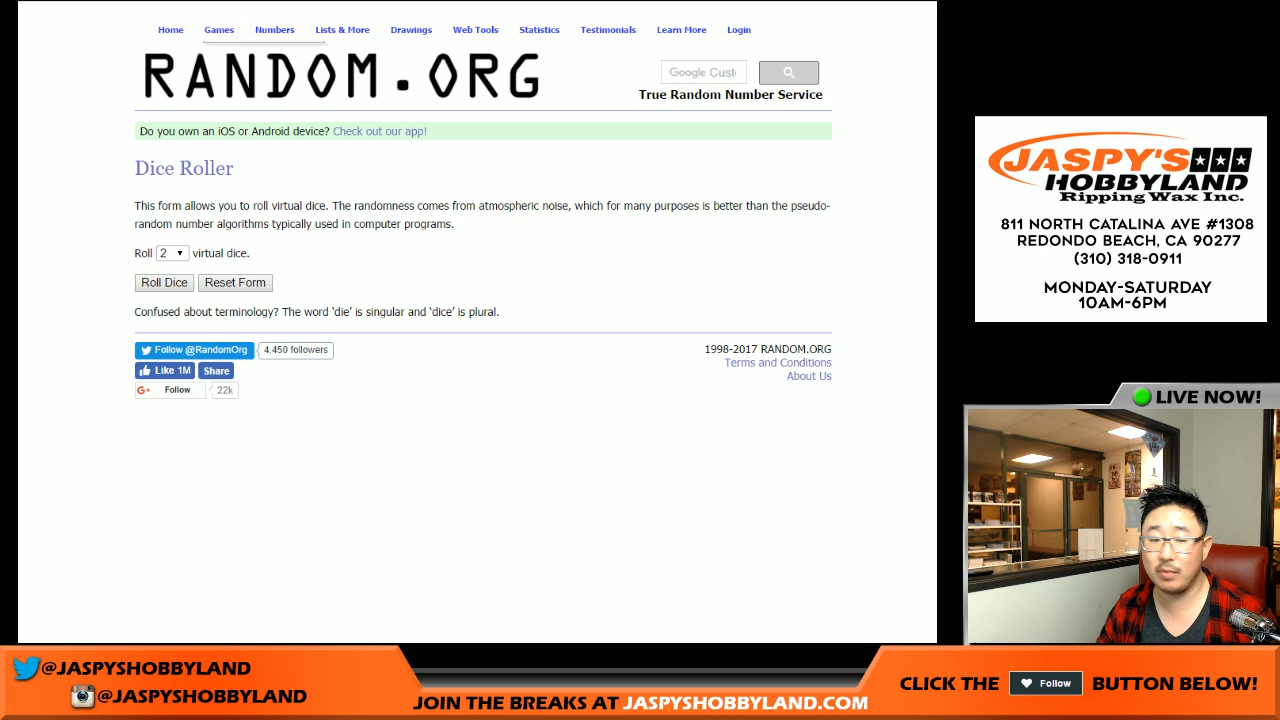 Home Games Numbers Lists & More Drawings Web Tools Statistics Testimonials Learn More Login
RANDOM.ORG
Google Cust
True Random Number Service
Do you own an iOS or Android device? Check out our app!
Dice Roller
This form allows you to roll virtual dice. The randomness comes from atmospheric noise, which for many purposes is better than the pseudo-
random number algorithms typically used in computer programs.
Roll 2 virtual dice.
Roll Dice Reset Form
Confused about terminology? The word ‘die’ is singular and ‘dice’ is plural.
Follow @RandomOrg 4,450 followers
Like 1M Share
G+ Follow 22k
1998-2017 RANDOM.ORG
Terms and Conditions
About Us
JASPY'S
HOBBYLAND
Ripping Wax Inc.
811 NORTH CATALINA AVE #1308
REDONDO BEACH, CA 90277
(310) 318-0911
MONDAY-SATURDAY
10AM-6PM
LIVE NOW!
@JASPYSHOBBYLAND
@JASPYSHOBBYLAND
JOIN THE BREAKS AT JASPYSHOBBYLAND.COM
CLICK THE Follow BUTTON BELOW!